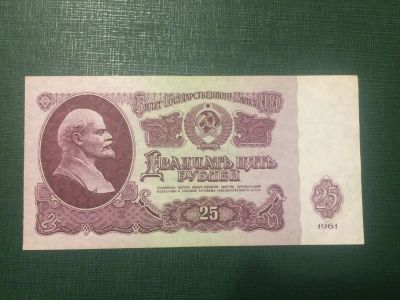 Билет Государственного Банка СССР
Двадцать пять
рублей
25
25
1961